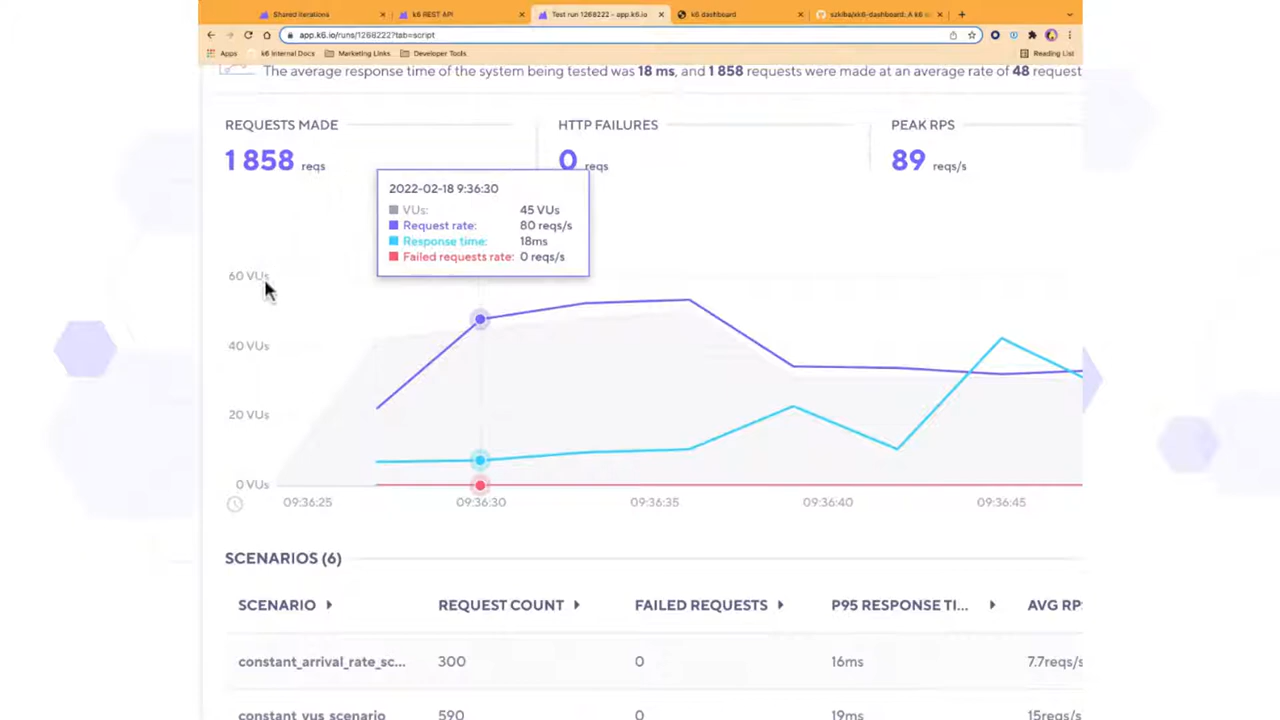 Shared iterations
k6 REST API
Test run 1268222 – app.k6.io
k6 dashboard
szkiba/xk6-dashboard: A k6 e
app.k6.io/runs/1268222?tab=script
Apps
k6 Internal Docs
Marketing Links
Developer Tools
Reading List
The average response time of the system being tested was 18 ms, and 1 858 requests were made at an average rate of 48 request
REQUESTS MADE
1 858 reqs
HTTP FAILURES
0 reqs
PEAK RPS
89 reqs/s
2022-02-18 9:36:30
VUs: 45 VUs
Request rate: 80 reqs/s
Response time: 18ms
Failed requests rate: 0 reqs/s
60 VUs
40 VUs
20 VUs
0 VUs
09:36:25
09:36:30
09:36:35
09:36:40
09:36:45
SCENARIOS (6)
SCENARIO
REQUEST COUNT
FAILED REQUESTS
P95 RESPONSE TI...
AVG RP
constant_arrival_rate_sc...
300
0
16ms
7.7reqs/s
constant_vus_scenario
590
0
19ms
15reqs/s